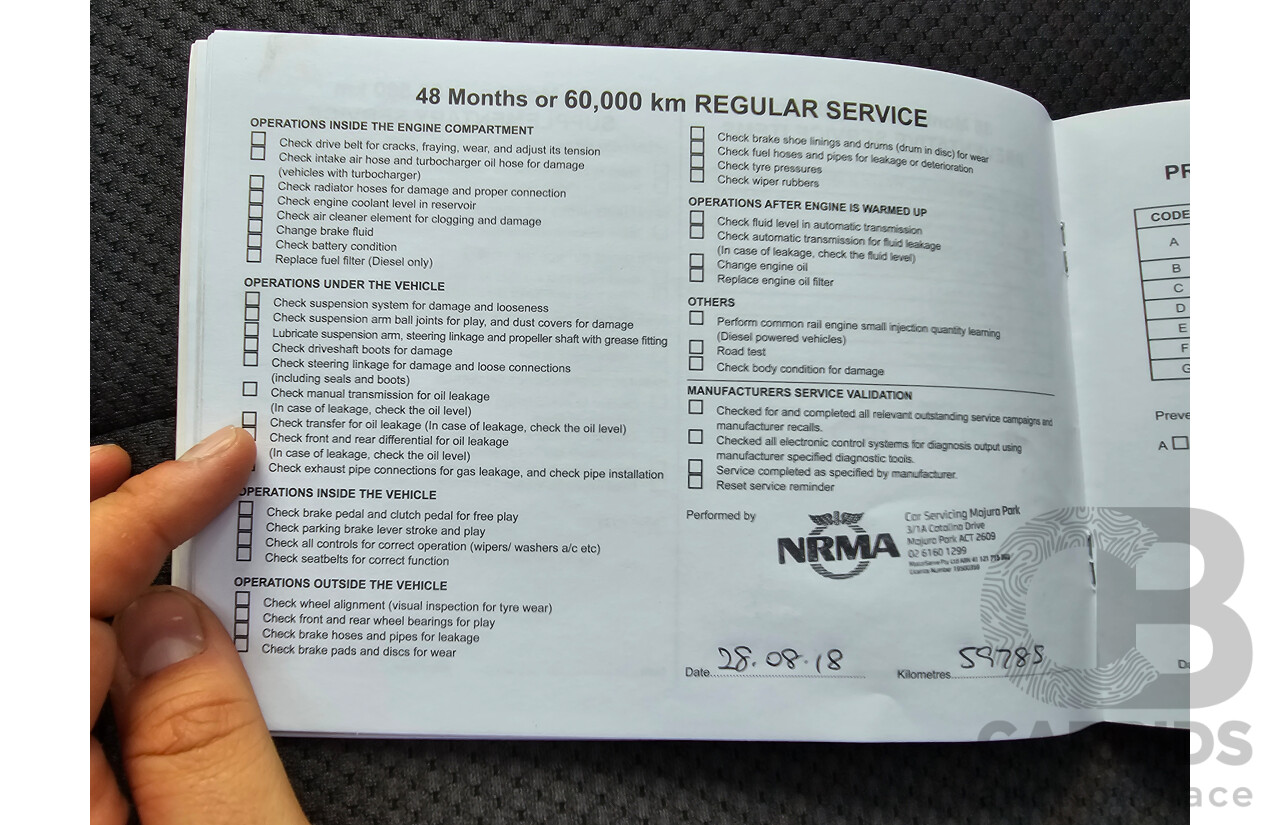 48 Months or 60,000 km REGULAR SERVICE
OPERATIONS INSIDE THE ENGINE COMPARTMENT
Check drive belt for cracks, fraying, wear, and adjust its tension
Check intake air hose and turbocharger oil hose for damage
(vehicles with turbocharger)
Check radiator hoses for damage and proper connection
Check engine coolant level in reservoir
Check air cleaner element for clogging and damage
Change brake fluid
Check battery condition
Replace fuel filter (Diesel only)
OPERATIONS UNDER THE VEHICLE
Check suspension system for damage and looseness
Check suspension arm ball joints for play, and dust covers for damage
Lubricate suspension arm, steering linkage and propeller shaft with grease fitting
Check driveshaft boots for damage
Check steering linkage for damage and loose connections
(including seals and boots)
Check manual transmission for oil leakage
(In case of leakage, check the oil level)
Check transfer for oil leakage (In case of leakage, check the oil level)
Check front and rear differential for oil leakage
(In case of leakage, check the oil level)
Check exhaust pipe connections for gas leakage, and check pipe installation
OPERATIONS INSIDE THE VEHICLE
Check brake pedal and clutch pedal for free play
Check parking brake lever stroke and play
Check all controls for correct operation (wipers/ washers a/c etc)
Check seatbelts for correct function
OPERATIONS OUTSIDE THE VEHICLE
Check wheel alignment (visual inspection for tyre wear)
Check front and rear wheel bearings for play
Check brake hoses and pipes for leakage
Check brake pads and discs for wear
Check brake shoe linings and drums (drum in disc) for wear
Check fuel hoses and pipes for leakage or deterioration
Check tyre pressures
Check wiper rubbers
OPERATIONS AFTER ENGINE IS WARMED UP
Check fluid level in automatic transmission
Check automatic transmission for fluid leakage
(In case of leakage, check the fluid level)
Change engine oil
Replace engine oil filter
OTHERS
Perform common rail engine small injection quantity learning
(Diesel powered vehicles)
Road test
Check body condition for damage
MANUFACTURERS SERVICE VALIDATION
Checked for and completed all relevant outstanding service campaigns and
manufacturer recalls.
Checked all electronic control systems for diagnosis output using
manufacturer specified diagnostic tools.
Service completed as specified by manufacturer.
Reset service reminder
Performed by
NRMA
Car Servicing Majura Park
3/1A Catalina Drive
Majura Park ACT 2609
02 6160 1299
Date 28.08.18
Kilometres 59785
PR
CODE
A
B
C
D
E
F
G
Preve
A
Da
CB